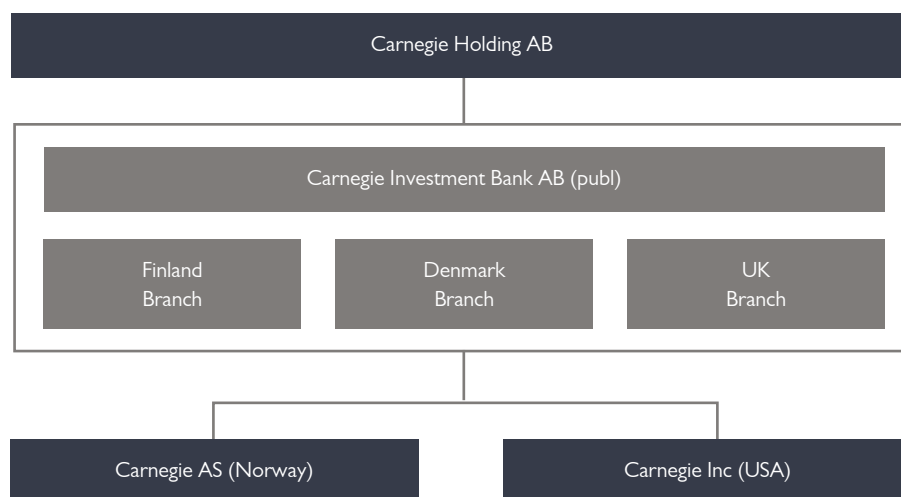 Carnegie Holding AB
Carnegie Investment Bank AB (publ)
Finland
Branch
Denmark
Branch
UK
Branch
Carnegie AS (Norway)
Carnegie Inc (USA)